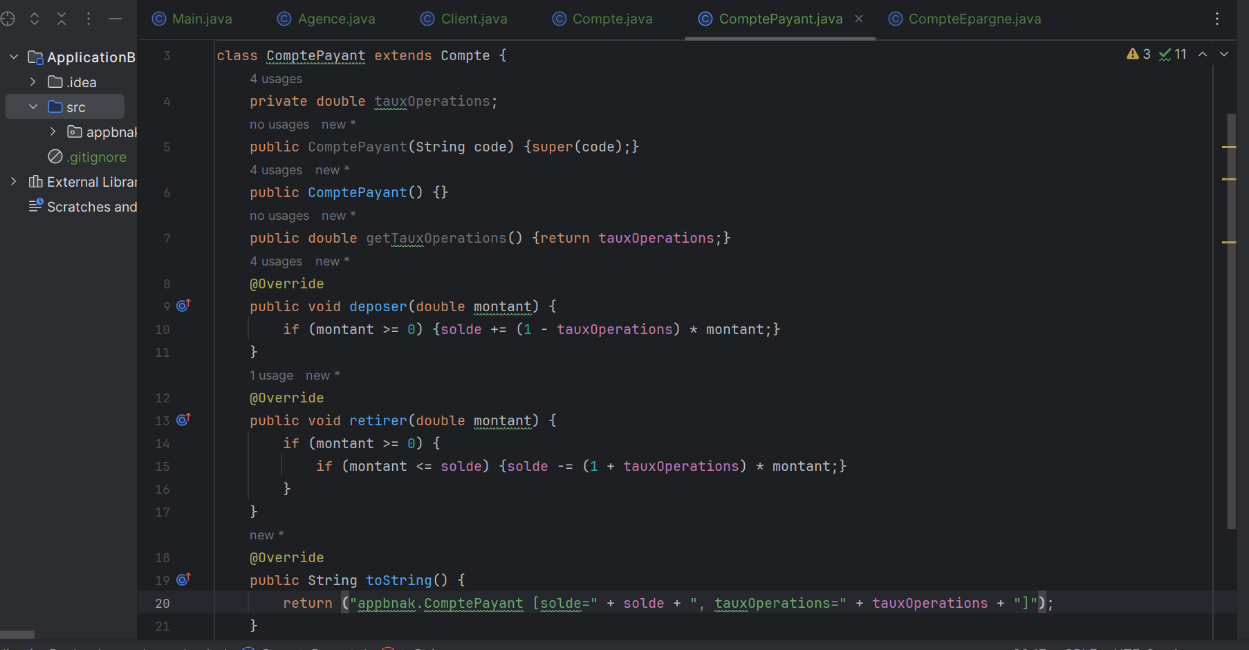 Main.java Agence.java Client.java Compte.java ComptePayant.java CompteEpargne.java
ApplicationB
.idea
src
appbnak
.gitignore
External Librar
Scratches and
3 11
3 class ComptePayant extends Compte {
4 usages
4 private double tauxOperations;
no usages new *
5 public ComptePayant(String code) {super(code);}
4 usages new *
6 public ComptePayant() {}
no usages new *
7 public double getTauxOperations() {return tauxOperations;}
4 usages new *
8 @Override
9 public void deposer(double montant) {
10 if (montant >= 0) {solde += (1 - tauxOperations) * montant;}
11 }
1 usage new *
12 @Override
13 public void retirer(double montant) {
14 if (montant >= 0) {
15 if (montant <= solde) {solde -= (1 + tauxOperations) * montant;}
16 }
17 }
new *
18 @Override
19 public String toString() {
20 return ("appbnak.ComptePayant [solde=" + solde + ", tauxOperations=" + tauxOperations + "]");
21 }